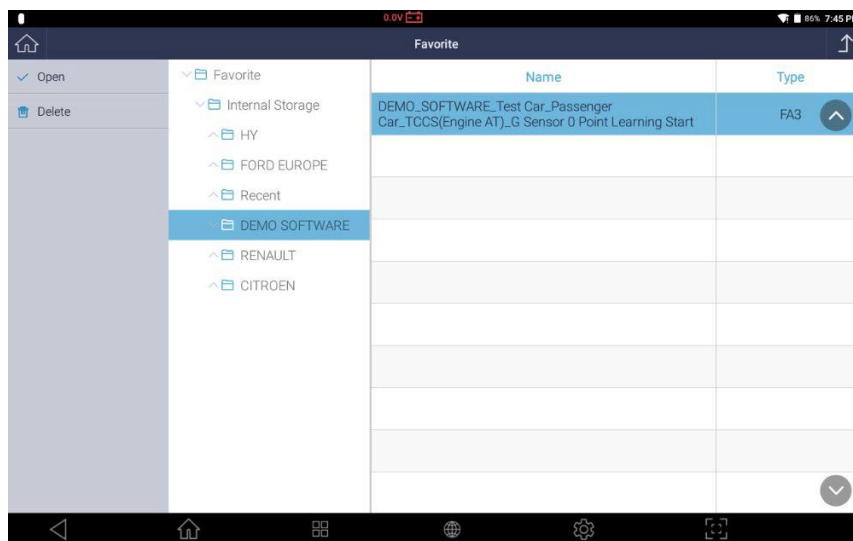 0.0V
86% 7:45 P
Favorite
Open
Delete
Favorite
Internal Storage
HY
FORD EUROPE
Recent
DEMO SOFTWARE
RENAULT
CITROEN
Name
Type
DEMO_SOFTWARE_Test Car_Passenger
Car_TCCS(Engine AT)_G Sensor 0 Point Learning Start
FA3